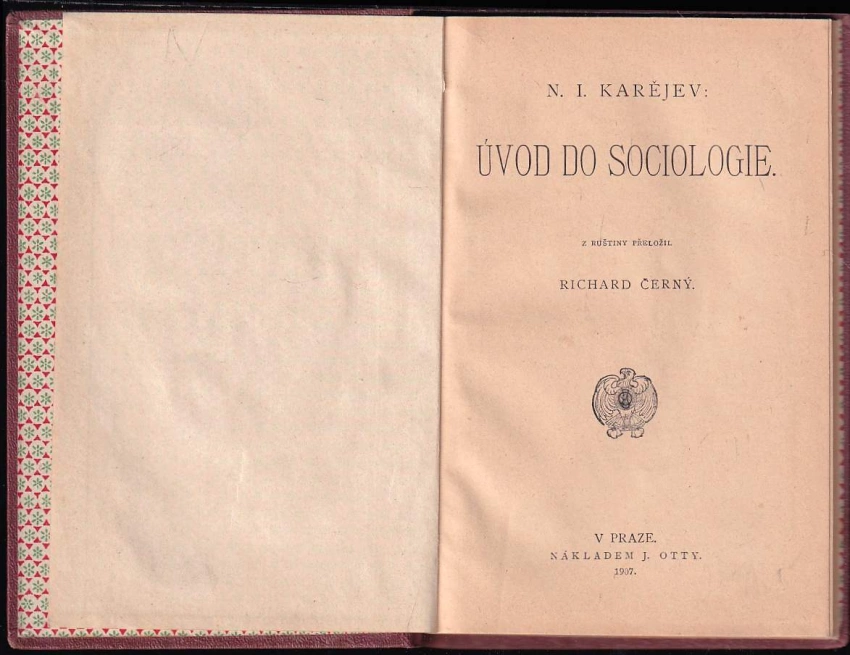 N. I. KARĚJEV:
ÚVOD DO SOCIOLOGIE.
Z RUŠTINY PŘELOŽIL
RICHARD ČERNÝ.
V PRAZE.
NÁKLADEM J. OTTY.
1907.